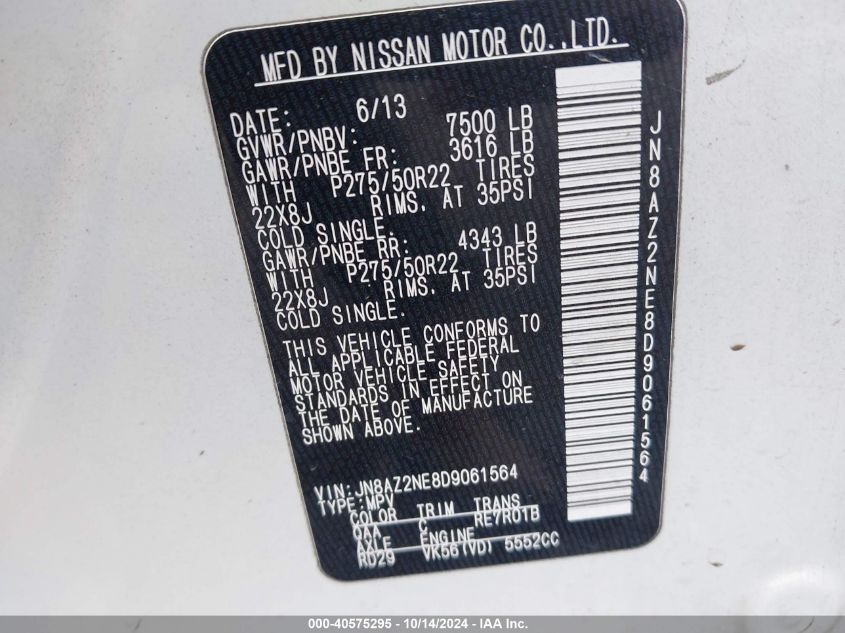 MFD BY NISSAN MOTOR CO.,LTD.
DATE: 6/13
GVWR/PNBV: 7500 LB
GAWR/PNBE FR: 3616 LB
WITH P275/50R22 TIRES
22X8J RIMS. AT 35PSI
COLD SINGLE.
GAWR/PNBE RR: 4343 LB
WITH P275/50R22 TIRES
22X8J RIMS. AT 35PSI
COLD SINGLE.
THIS VEHICLE CONFORMS TO
ALL APPLICABLE FEDERAL
MOTOR VEHICLE SAFETY
STANDARDS IN EFFECT ON
THE DATE OF MANUFACTURE
SHOWN ABOVE.
VIN: JN8AZ2NE8D9061564
TYPE: MPV
COLOR TRIM TRANS
QAA C RE7R01B
AXLE ENGINE
RD29 VK56(VD) 5552CC
JN8AZ2NE8D9061564
000-40575295 - 10/14/2024 - IAA Inc.